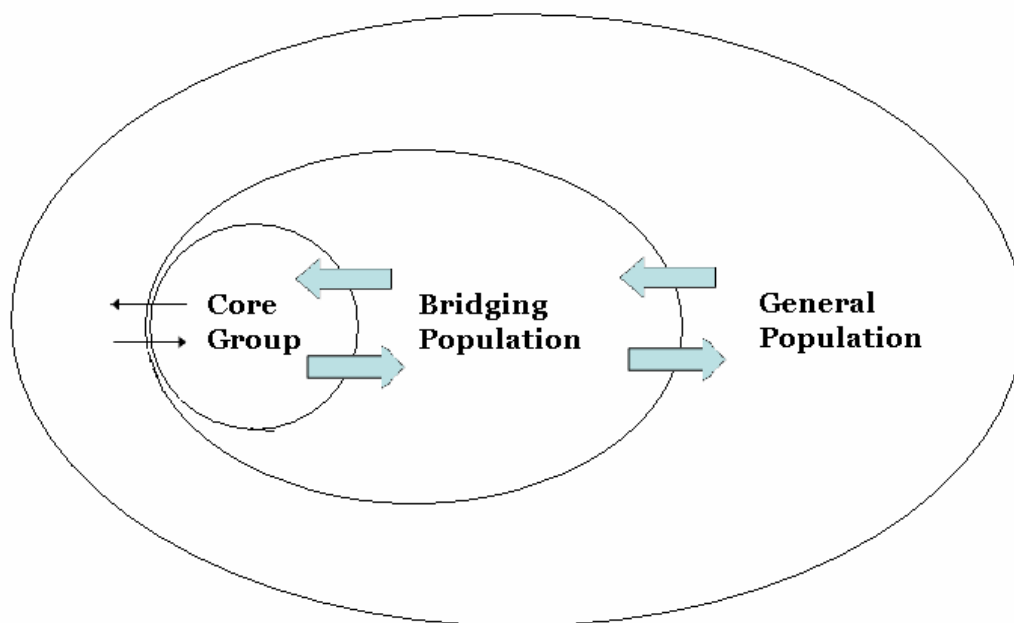 Core
Group
Bridging
Population
General
Population